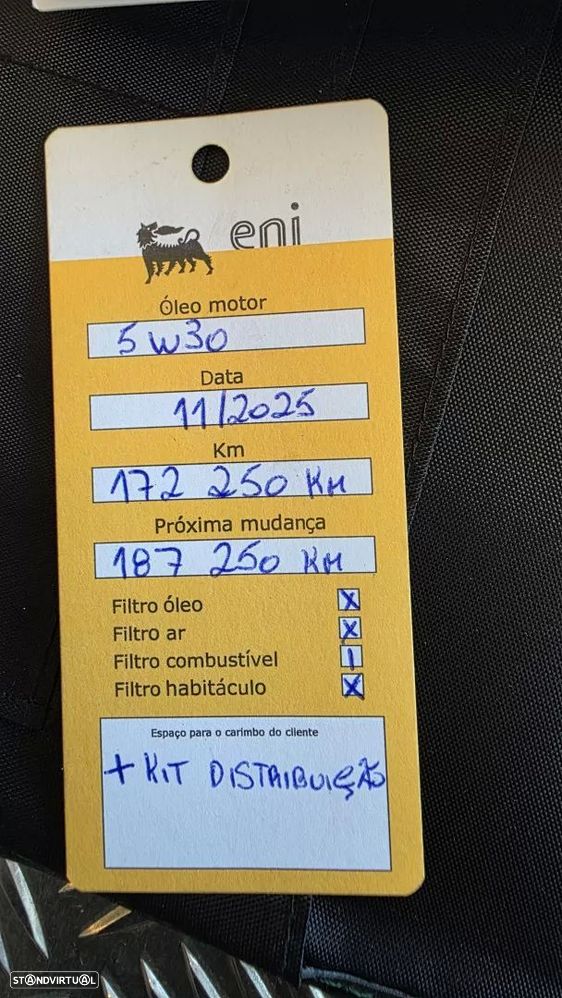 eni
Óleo motor
5W30
Data
11/2025
Km
172 250 KM
Próxima mudança
187 250 KM
Filtro óleo X
Filtro ar X
Filtro combustível I
Filtro habitáculo X
Espaço para o carimbo do cliente
+ KIT DISTRIBUIÇÃO
STANDVIRTUAL